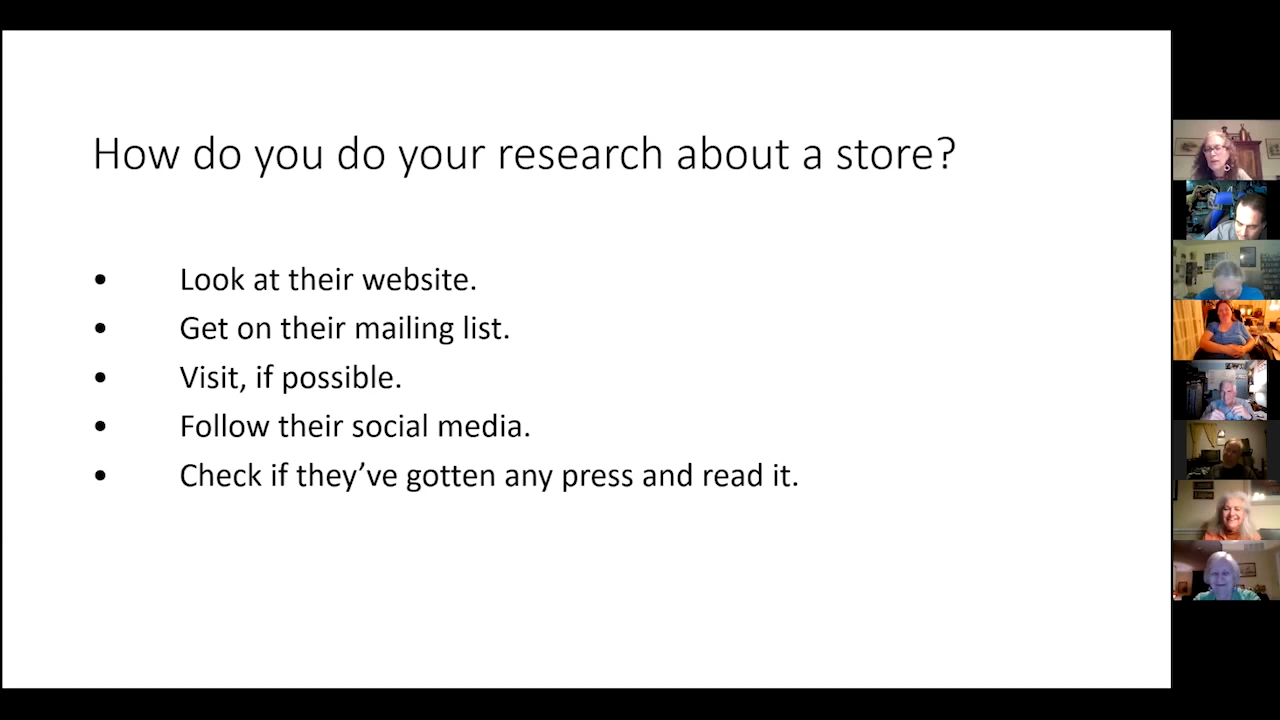 How do you do your research about a store?
• Look at their website.
• Get on their mailing list.
• Visit, if possible.
• Follow their social media.
• Check if they’ve gotten any press and read it.